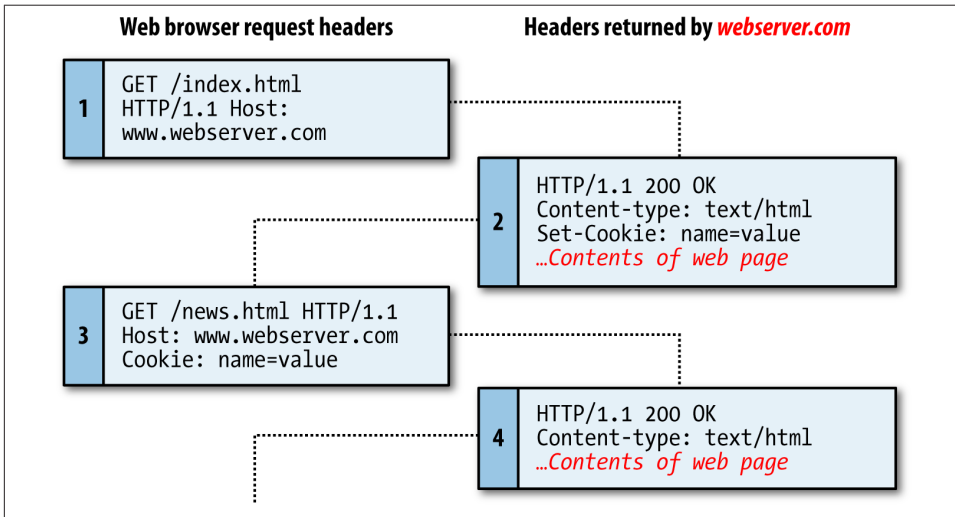 Web browser request headers
Headers returned by webserver.com
1
GET /index.html
HTTP/1.1 Host:
www.webserver.com
2
HTTP/1.1 200 OK
Content-type: text/html
Set-Cookie: name=value
…Contents of web page
3
GET /news.html HTTP/1.1
Host: www.webserver.com
Cookie: name=value
4
HTTP/1.1 200 OK
Content-type: text/html
…Contents of web page